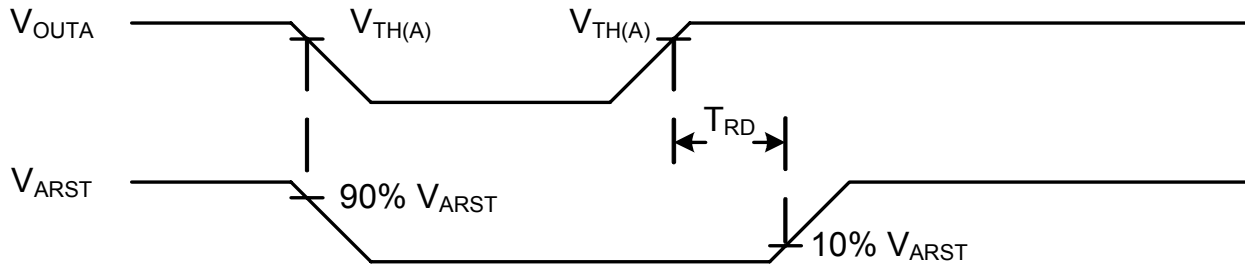 VOUTA
VTH(A)
VTH(A)
TRD
VARST
90% VARST
10% VARST